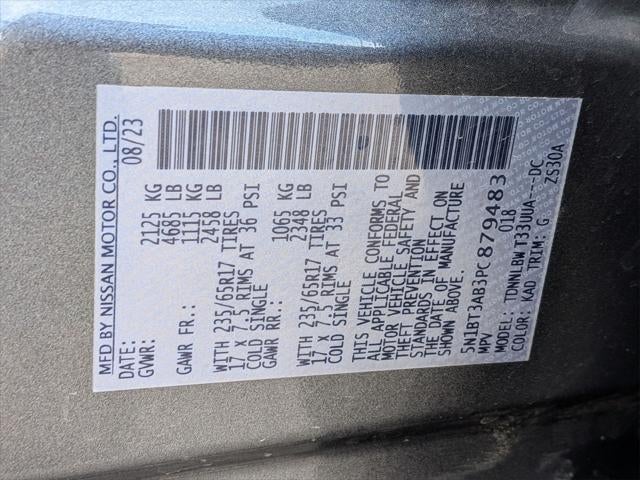 MFD BY NISSAN MOTOR CO., LTD.
DATE: 08/23
GVWR: 2125 KG
4685 LB
GAWR FR.: 1115 KG
2458 LB
WITH 235/65R17 TIRES
17 X 7.5 RIMS AT 36 PSI
COLD SINGLE
GAWR RR.: 1065 KG
2348 LB
WITH 235/65R17 TIRES
17 X 7.5 RIMS AT 33 PSI
COLD SINGLE
THIS VEHICLE CONFORMS TO
ALL APPLICABLE FEDERAL
MOTOR VEHICLE SAFETY AND
THEFT PREVENTION
STANDARDS IN EFFECT ON
THE DATE OF MANUFACTURE
SHOWN ABOVE.
5N1BT3AB3PC879483
MPV 018
MODEL: TDNNLBW T33UUA---DC
COLOR: KAD TRIM: G ZS30A